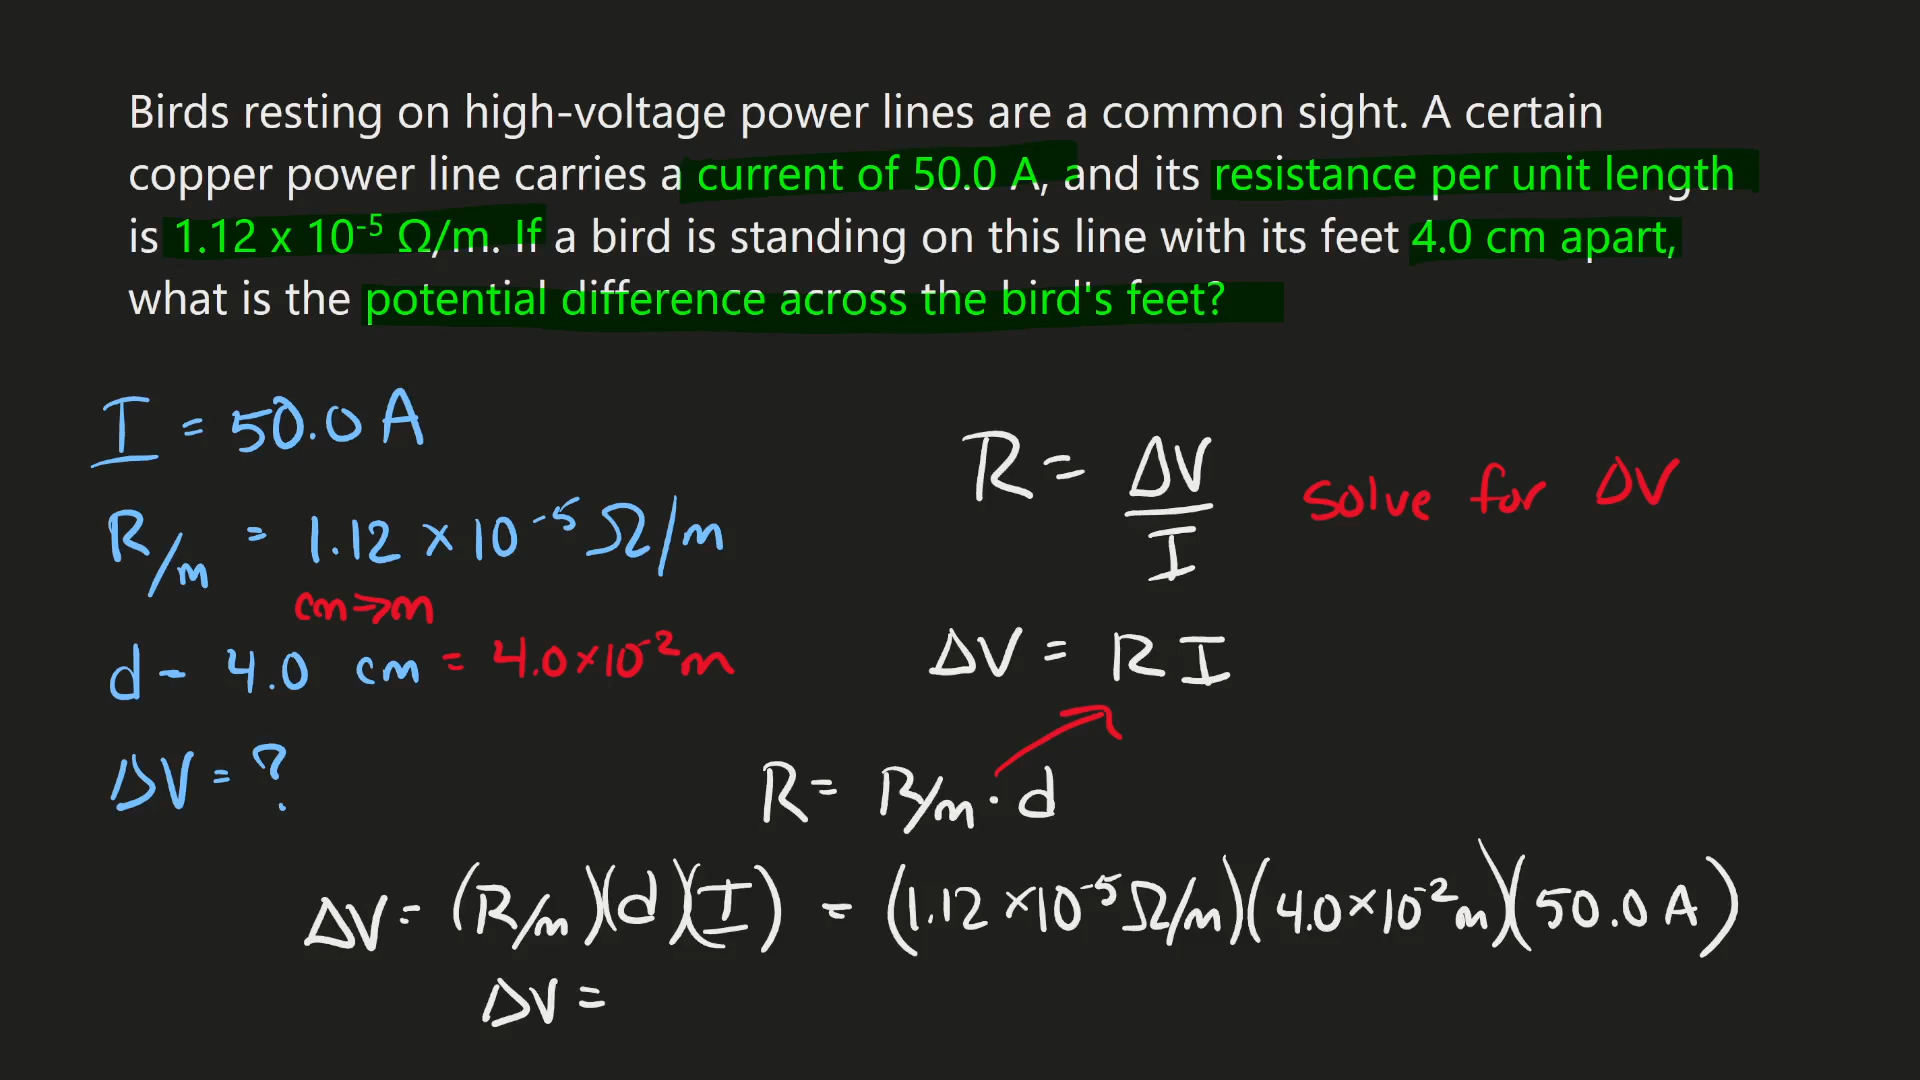 Birds resting on high-voltage power lines are a common sight. A certain
copper power line carries a current of 50.0 A, and its resistance per unit length
is 1.12 x 10⁻⁵ Ω/m. If a bird is standing on this line with its feet 4.0 cm apart,
what is the potential difference across the bird's feet?
I = 50.0 A
R/m = 1.12 × 10⁻⁵ Ω/m
cm ⇒ m
d = 4.0 cm = 4.0 × 10⁻² m
ΔV = ?
R = ΔV / I solve for ΔV
ΔV = R I
R = R/m · d
ΔV = (R/m)(d)(I) = (1.12 × 10⁻⁵ Ω/m)(4.0 × 10⁻² m)(50.0 A)
ΔV =